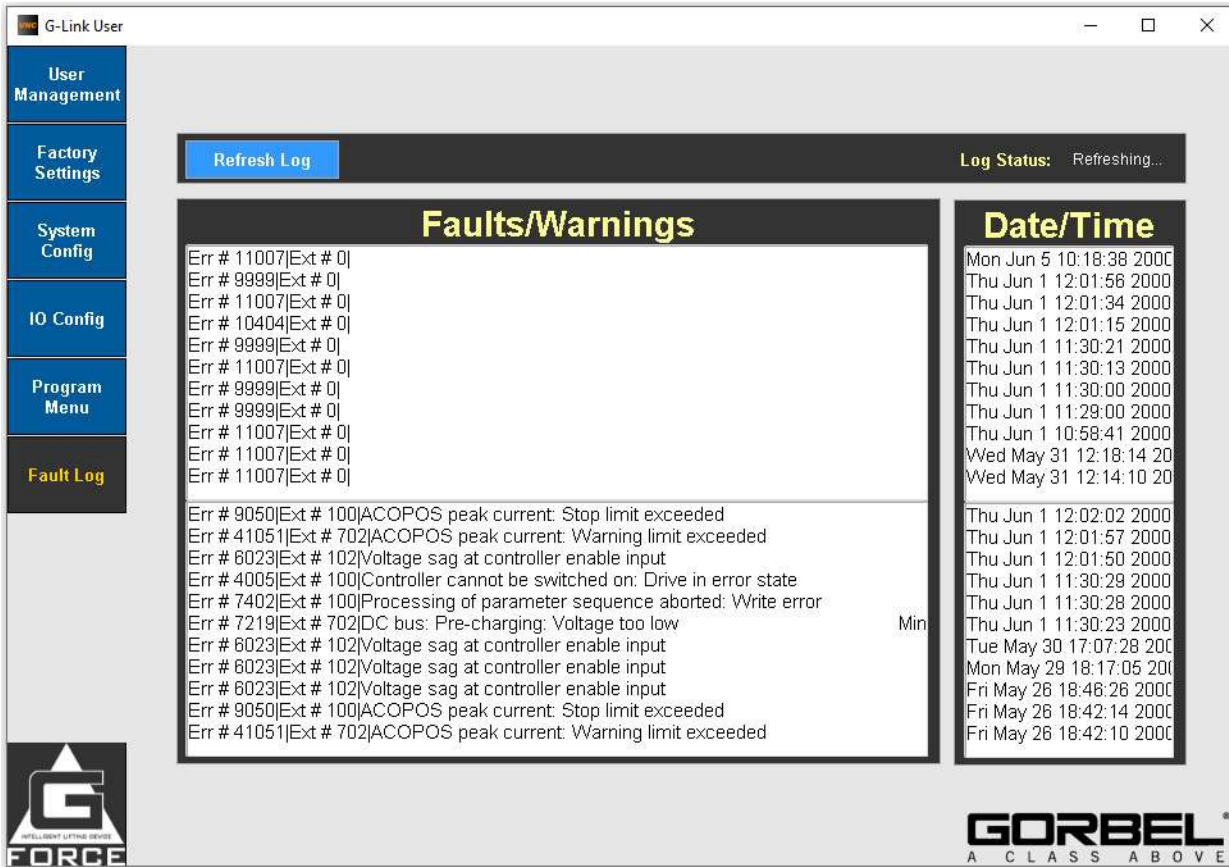 VNC G-Link User
User
Management
Factory
Settings
System
Config
IO Config
Program
Menu
Fault Log
Refresh Log
Log Status: Refreshing...
Faults/Warnings
Err # 11007|Ext # 0|
Err # 9999|Ext # 0|
Err # 11007|Ext # 0|
Err # 10404|Ext # 0|
Err # 9999|Ext # 0|
Err # 11007|Ext # 0|
Err # 9999|Ext # 0|
Err # 9999|Ext # 0|
Err # 11007|Ext # 0|
Err # 11007|Ext # 0|
Err # 11007|Ext # 0|
Err # 9050|Ext # 100|ACOPOS peak current: Stop limit exceeded
Err # 41051|Ext # 702|ACOPOS peak current: Warning limit exceeded
Err # 6023|Ext # 102|Voltage sag at controller enable input
Err # 4005|Ext # 100|Controller cannot be switched on: Drive in error state
Err # 7402|Ext # 100|Processing of parameter sequence aborted: Write error
Err # 7219|Ext # 702|DC bus: Pre-charging: Voltage too low Min
Err # 6023|Ext # 102|Voltage sag at controller enable input
Err # 6023|Ext # 102|Voltage sag at controller enable input
Err # 6023|Ext # 102|Voltage sag at controller enable input
Err # 9050|Ext # 100|ACOPOS peak current: Stop limit exceeded
Err # 41051|Ext # 702|ACOPOS peak current: Warning limit exceeded
Date/Time
Mon Jun 5 10:18:38 2000
Thu Jun 1 12:01:56 2000
Thu Jun 1 12:01:34 2000
Thu Jun 1 12:01:15 2000
Thu Jun 1 11:30:21 2000
Thu Jun 1 11:30:13 2000
Thu Jun 1 11:30:00 2000
Thu Jun 1 11:29:00 2000
Thu Jun 1 10:58:41 2000
Wed May 31 12:18:14 20
Wed May 31 12:14:10 20
Thu Jun 1 12:02:02 2000
Thu Jun 1 12:01:57 2000
Thu Jun 1 12:01:50 2000
Thu Jun 1 11:30:29 2000
Thu Jun 1 11:30:28 2000
Thu Jun 1 11:30:23 2000
Tue May 30 17:07:28 200
Mon May 29 18:17:05 200
Fri May 26 18:46:26 2000
Fri May 26 18:42:14 2000
Fri May 26 18:42:10 2000
G
INTELLIGENT LIFTING DEVICE
FORCE
GORBEL®
A CLASS ABOVE